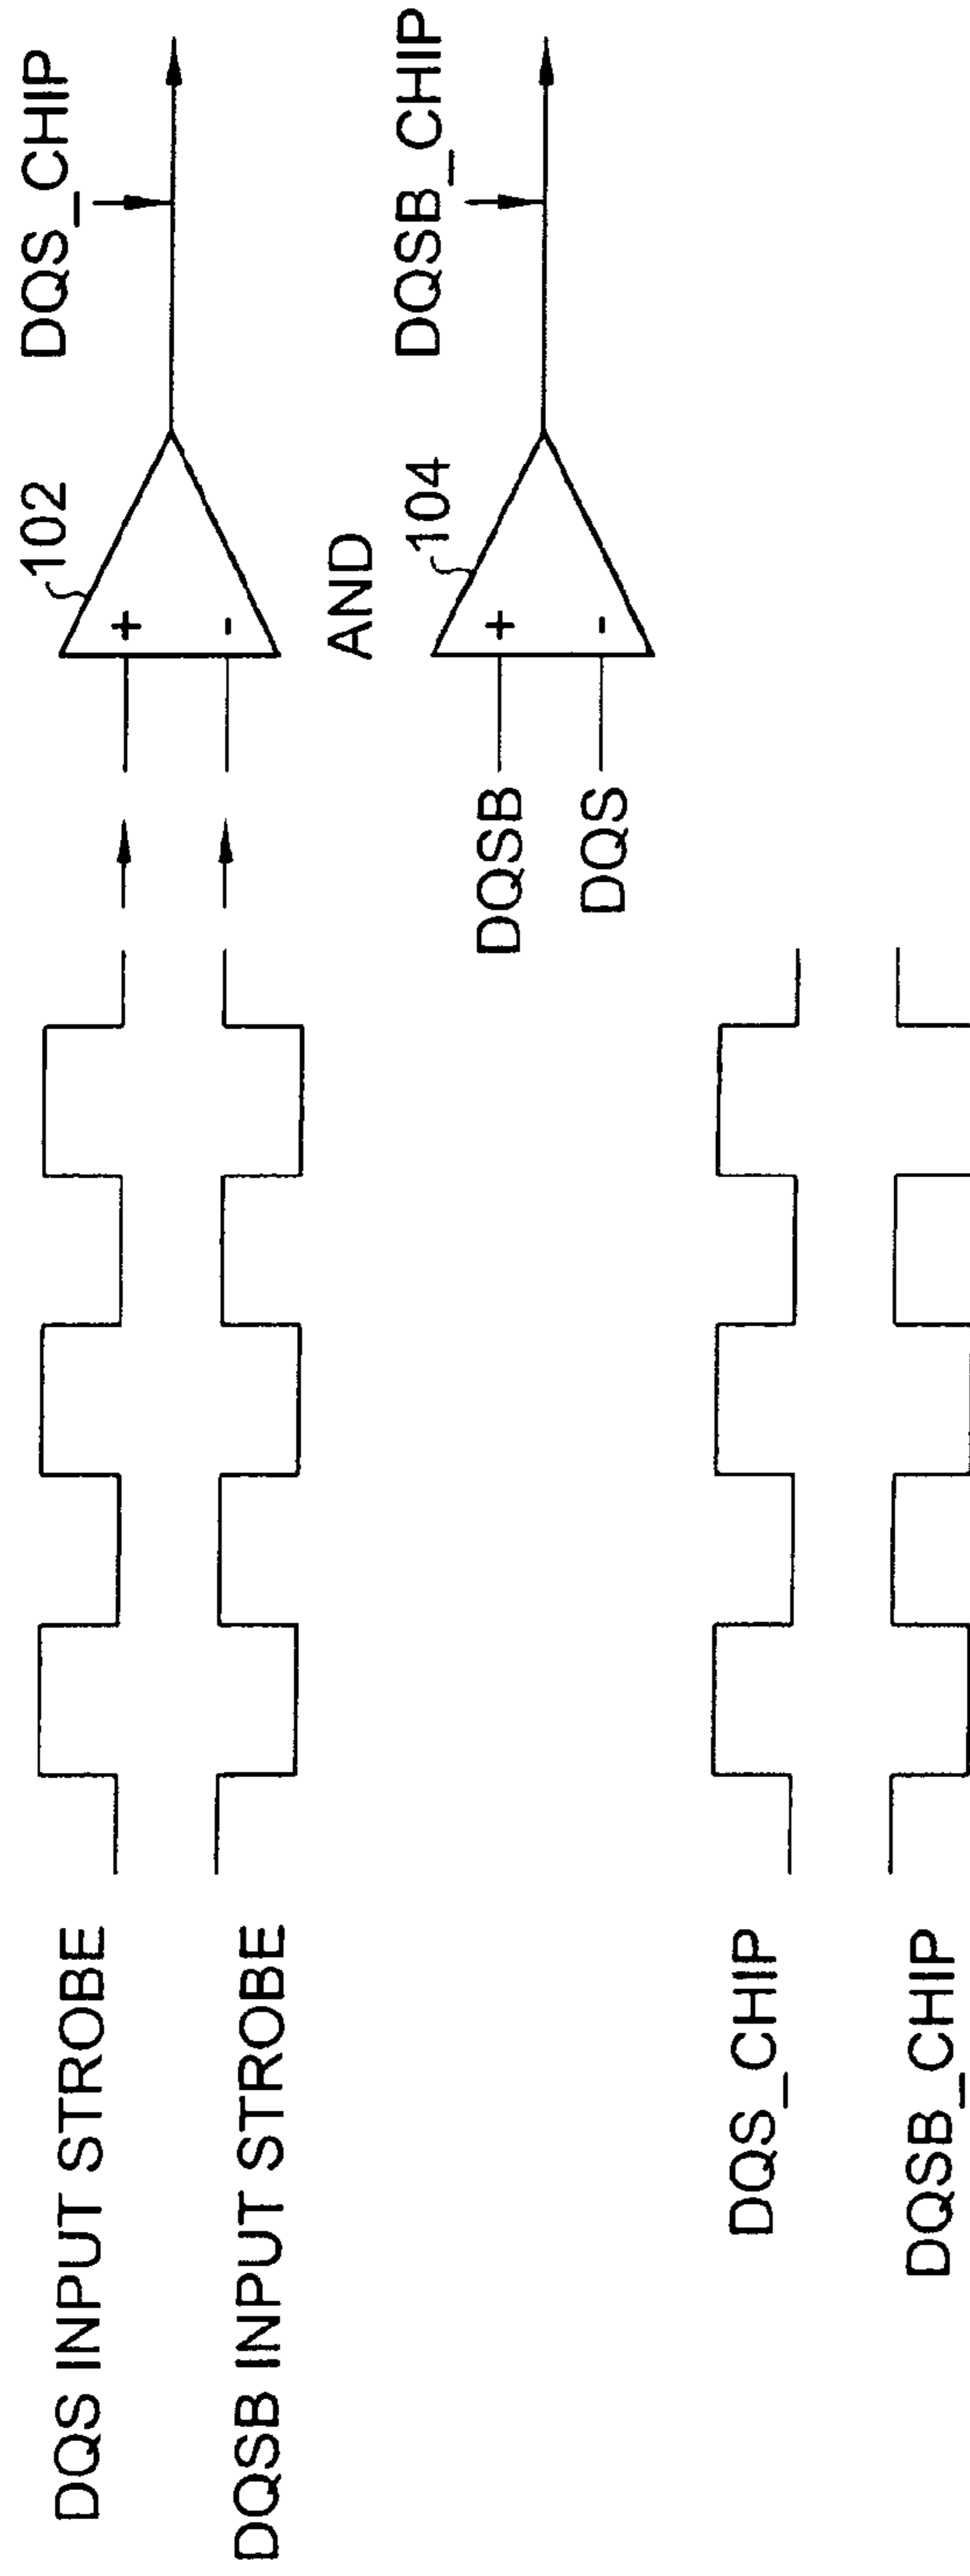 DQS INPUT STROBE
DQSB INPUT STROBE
+
-
102
DQS_CHIP
AND
DQSB
DQS
+
-
104
DQSB_CHIP
DQS_CHIP
DQSB_CHIP